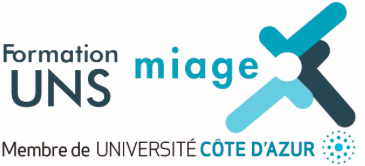 Formation
UNS
miage
Membre de UNIVERSITÉ CÔTE D'AZUR